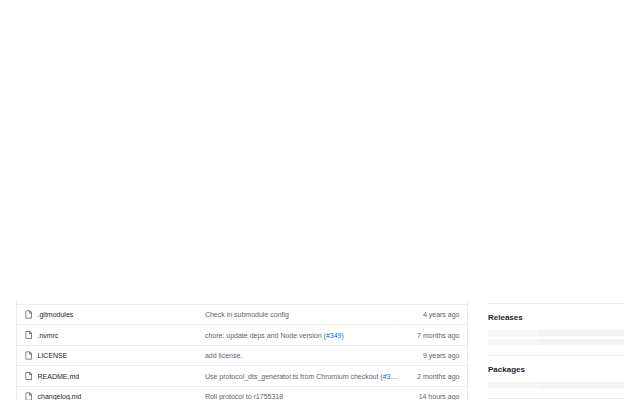 .gitmodules Check in submodule config 4 years ago
.nvmrc chore: update deps and Node version (#349) 7 months ago
LICENSE add license. 9 years ago
README.md Use protocol_dts_generator.ts from Chromium checkout (#3... 2 months ago
changelog.md Roll protocol to r1755318 14 hours ago
Releases
Packages